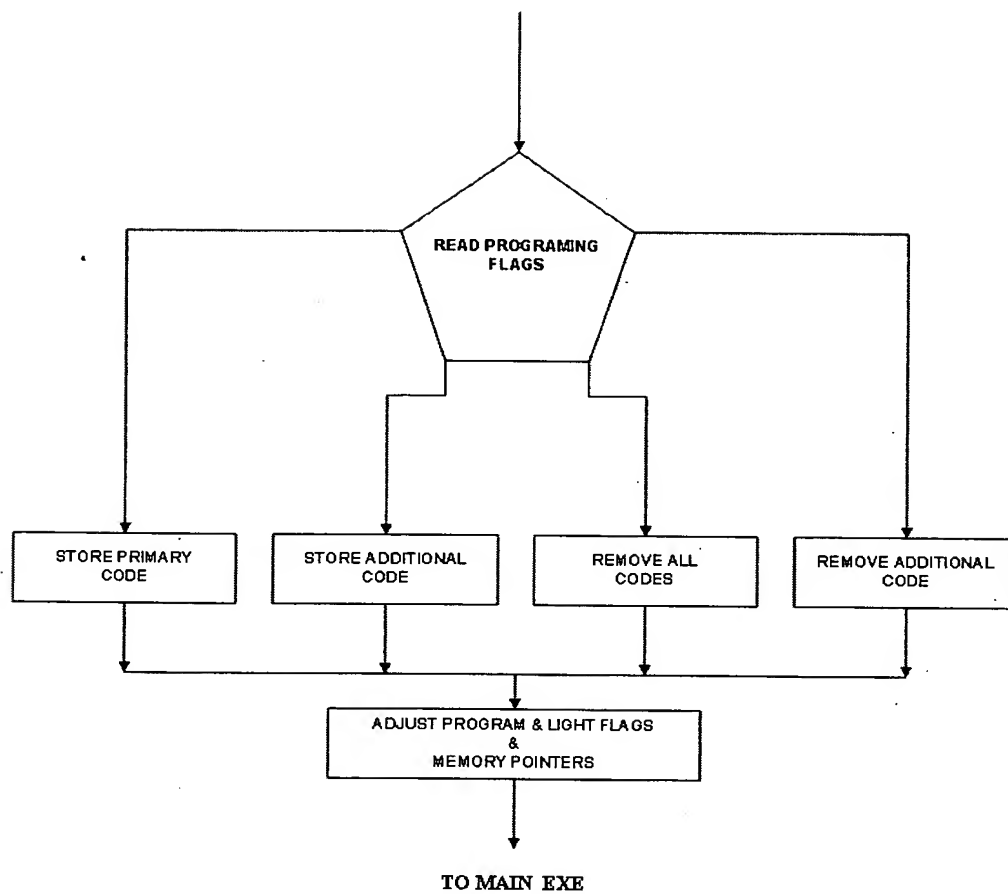 READ PROGRAMING
FLAGS
STORE PRIMARY
CODE
STORE ADDITIONAL
CODE
REMOVE ALL
CODES
REMOVE ADDITIONAL
CODE
ADJUST PROGRAM & LIGHT FLAGS
&
MEMORY POINTERS
TO MAIN EXE